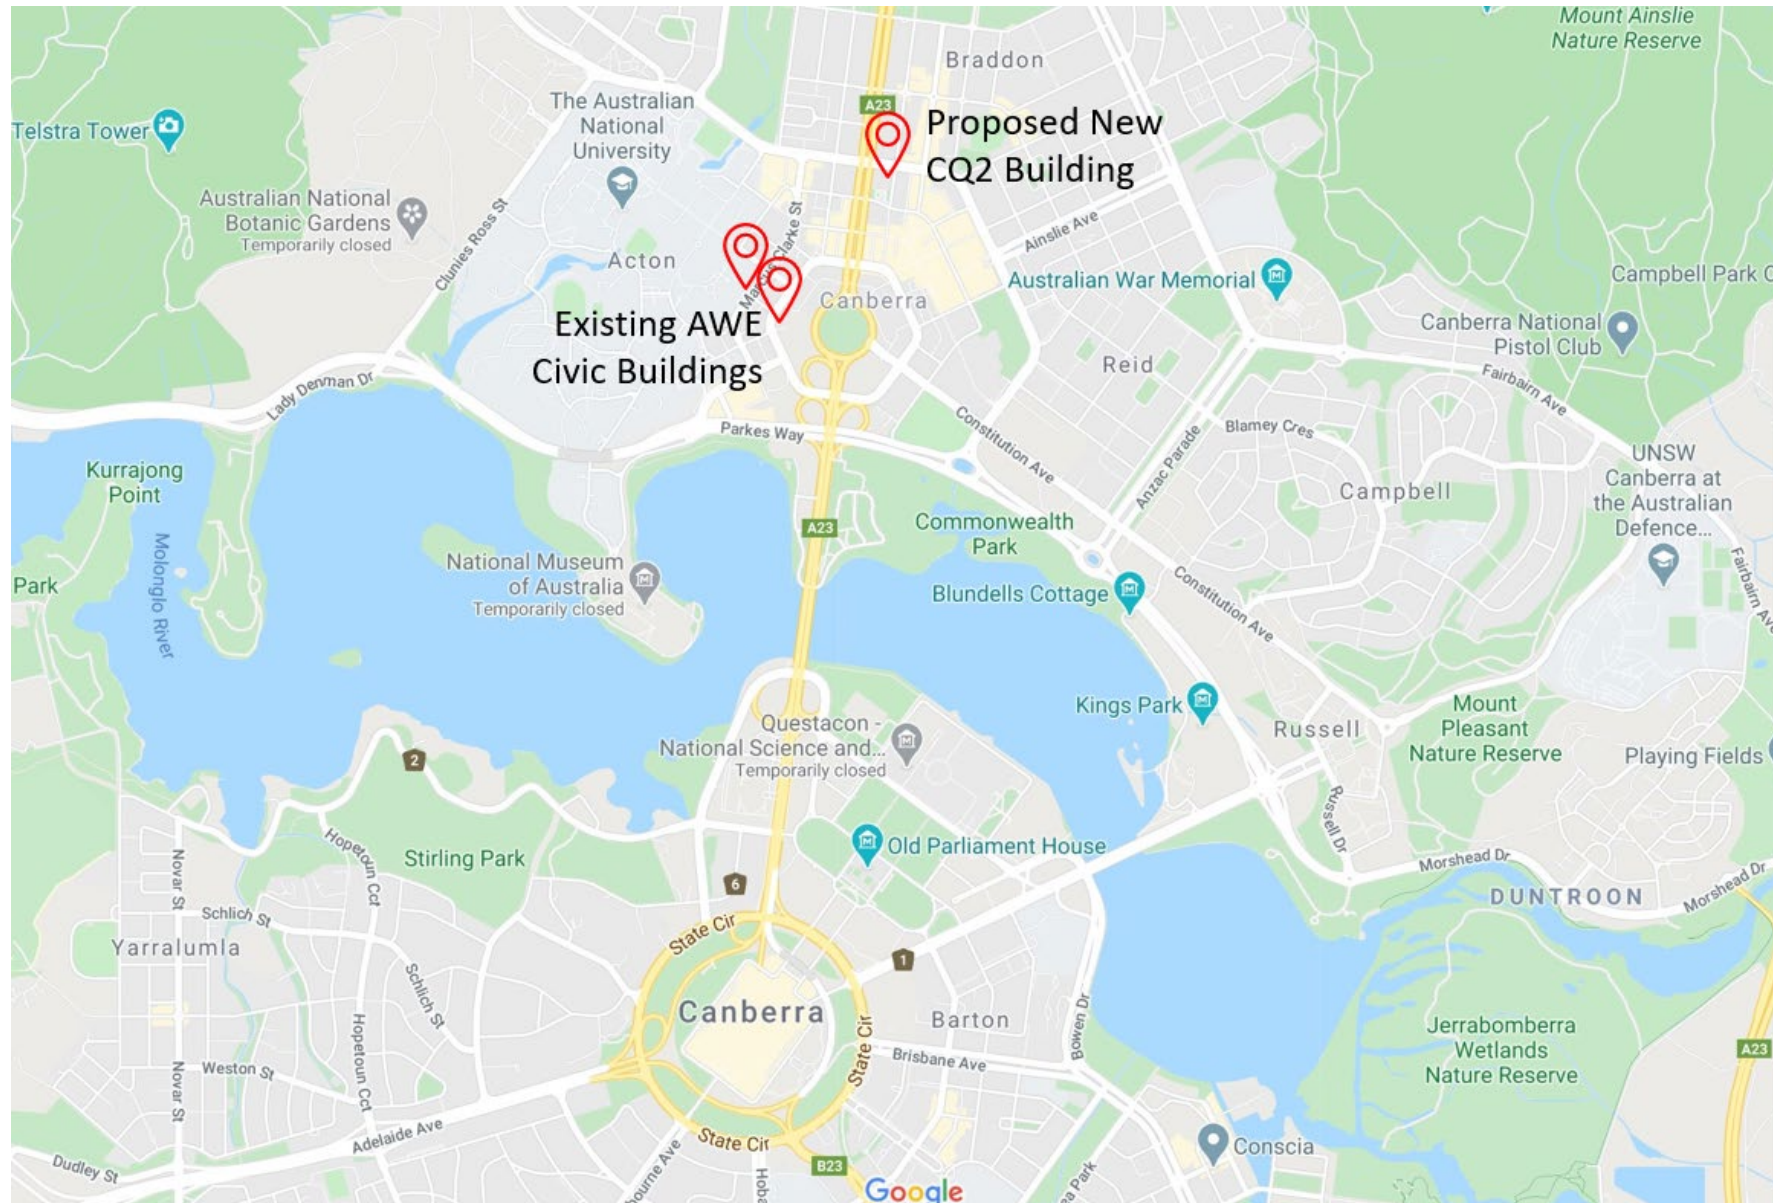 Mount Ainslie
Nature Reserve
Braddon
A23
Telstra Tower
The Australian
National
University
Proposed New
CQ2 Building
Australian National
Botanic Gardens
Temporarily closed
Clunies Ross St
Acton
Marcus Clarke St
Ainslie Ave
Australian War Memorial
Campbell Park
Canberra
Existing AWE
Civic Buildings
Canberra National
Pistol Club
Reid
Fairbairn Ave
Lady Denman Dr
Constitution Ave
Parkes Way
Blamey Cres
Anzac Parade
Kurrajong
Point
UNSW
Canberra at
the Australian
Defence...
Campbell
Commonwealth
Park
A23
Molonglo River
National Museum
of Australia
Temporarily closed
Park
Blundells Cottage
Constitution Ave
Fairbairn Ave
Kings Park
Questacon -
National Science and...
Temporarily closed
Russell
Mount
Pleasant
Nature Reserve
Playing Fields
2
Russell Dr
Hopetoun Cct
Stirling Park
Old Parliament House
Morshead Dr
Morshead Dr
DUNTROON
6
Novar St
Schlich St
State Cir
Yarralumla
1
Schlich St
Canberra
Barton
Bowen Dr
Jerrabomberra
Wetlands
Nature Reserve
A23
Hopetoun Cct
State Cir
Brisbane Ave
Weston St
Novar St
Adelaide Ave
State Cir
Conscia
Dudley St
B23
Google